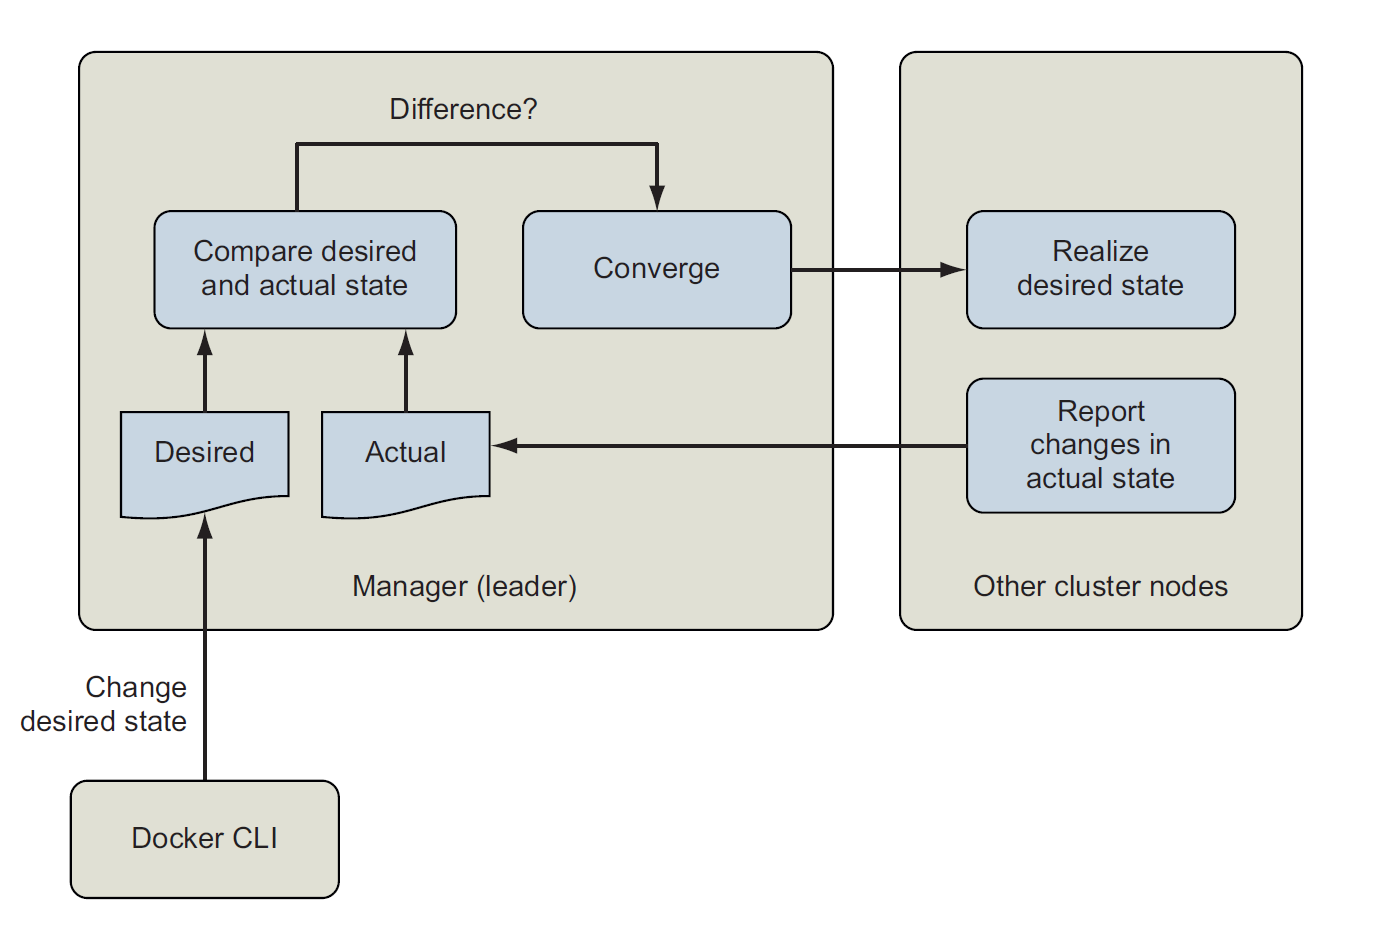 Difference?
Compare desired
and actual state
Converge
Realize
desired state
Desired
Actual
Report
changes in
actual state
Manager (leader)
Other cluster nodes
Change
desired state
Docker CLI